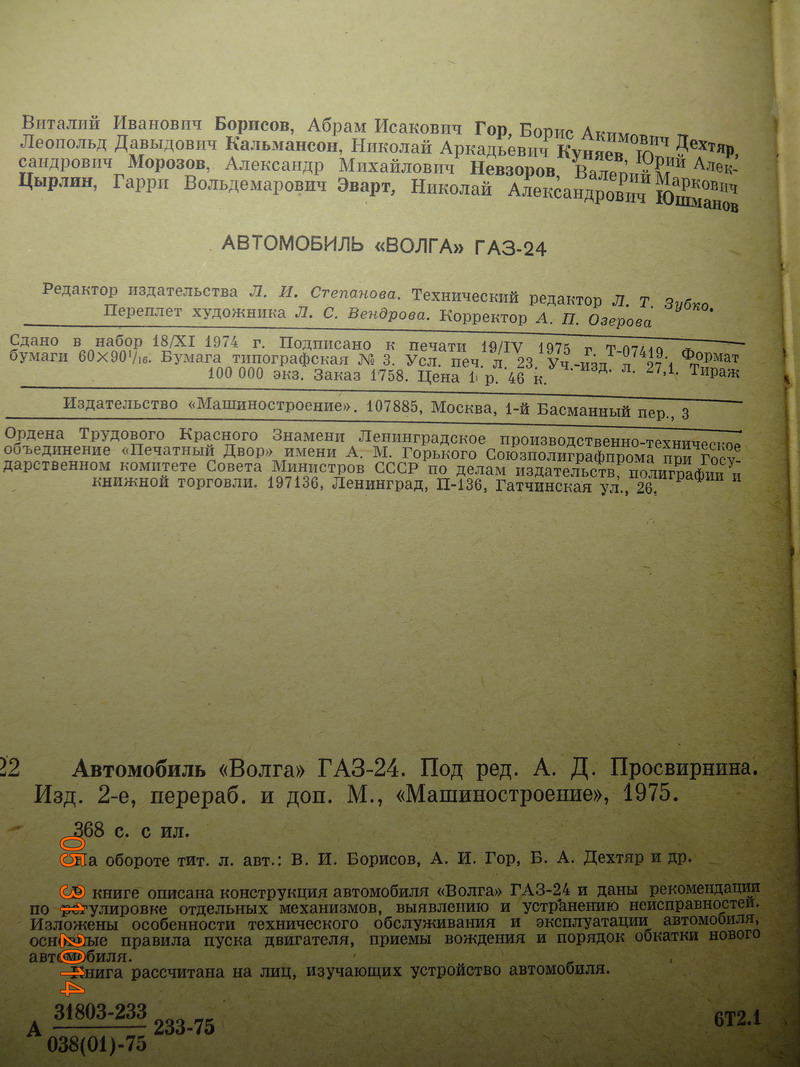 Виталий Иванович Борисов, Абрам Исакович Гор, Борис Акимович Дехтяр,
Леопольд Давыдович Кальмансон, Николай Аркадьевич Куняев, Юрий Алек-
сандрович Морозов, Александр Михайлович Невзоров, Валерий Маркович
Цырлин, Гарри Вольдемарович Эварт, Николай Александрович Юшманов
АВТОМОБИЛЬ «ВОЛГА» ГАЗ-24
Редактор издательства Л. И. Степанова. Технический редактор Л. Т. Зубко.
Переплет художника Л. С. Вендрова. Корректор А. П. Озерова
Сдано в набор 18/XI 1974 г. Подписано к печати 19/IV 1975 г. Т-07419. Формат
бумаги 60×90¹/₁₆. Бумага типографская № 3. Усл. печ. л. 23. Уч.-изд. л. 27,1. Тираж
100 000 экз. Заказ 1758. Цена 1 р. 46 к.
Издательство «Машиностроение». 107885, Москва, 1-й Басманный пер., 3
Ордена Трудового Красного Знамени Ленинградское производственно-техническое
объединение «Печатный Двор» имени А. М. Горького Союзполиграфпрома при Госу-
дарственном комитете Совета Министров СССР по делам издательств, полиграфии и
книжной торговли. 197136, Ленинград, П-136, Гатчинская ул., 26.
22 Автомобиль «Волга» ГАЗ-24. Под ред. А. Д. Просвирнина.
Изд. 2-е, перераб. и доп. М., «Машиностроение», 1975.
368 с. с ил.
На обороте тит. л. авт.: В. И. Борисов, А. И. Гор, Б. А. Дехтяр и др.
книге описана конструкция автомобиля «Волга» ГАЗ-24 и даны рекомендации
по регулировке отдельных механизмов, выявлению и устранению неисправностей.
Изложены особенности технического обслуживания и эксплуатации автомобиля,
основные правила пуска двигателя, приемы вождения и порядок обкатки нового
автомобиля.
Книга рассчитана на лиц, изучающих устройство автомобиля.
А 31803-233 233-75
038(01)-75
6Т2.1